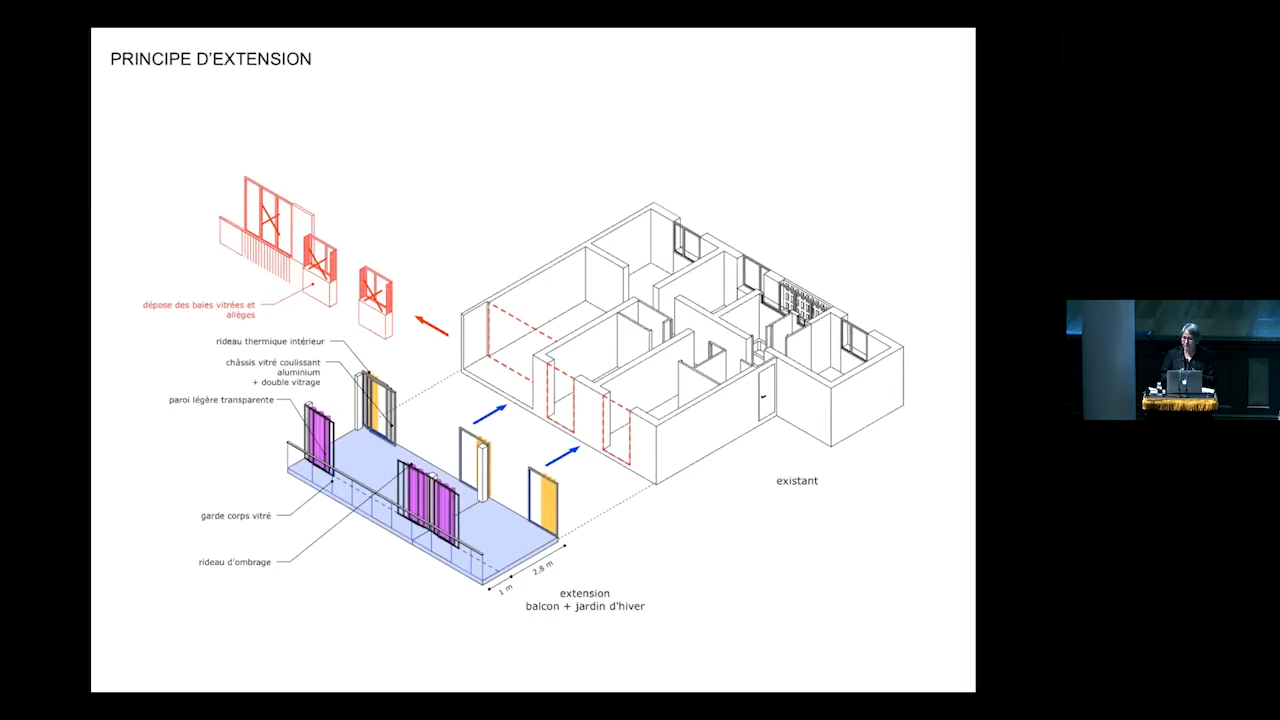 PRINCIPE D'EXTENSION
dépose des baies vitrées et
allèges
rideau thermique intérieur
châssis vitré coulissant
aluminium
+ double vitrage
paroi légère transparente
garde corps vitré
rideau d'ombrage
existant
1 m
2,8 m
extension
balcon + jardin d'hiver